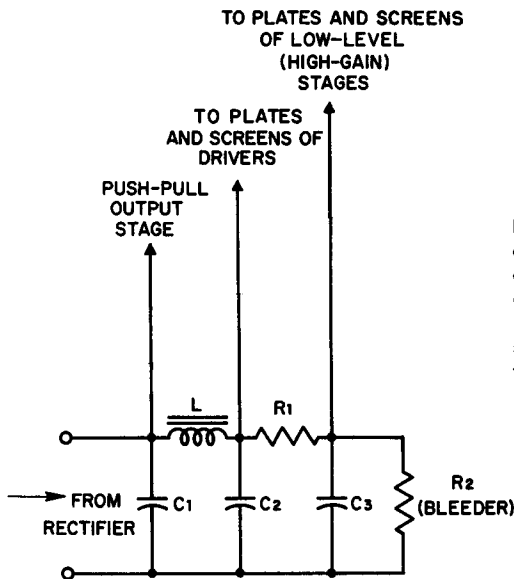 TO PLATES AND SCREENS
OF LOW-LEVEL
(HIGH-GAIN)
STAGES
TO PLATES
AND SCREENS OF
DRIVERS
PUSH-PULL
OUTPUT
STAGE
L
R1
C1
C2
C3
R2
(BLEEDER)
FROM
RECTIFIER